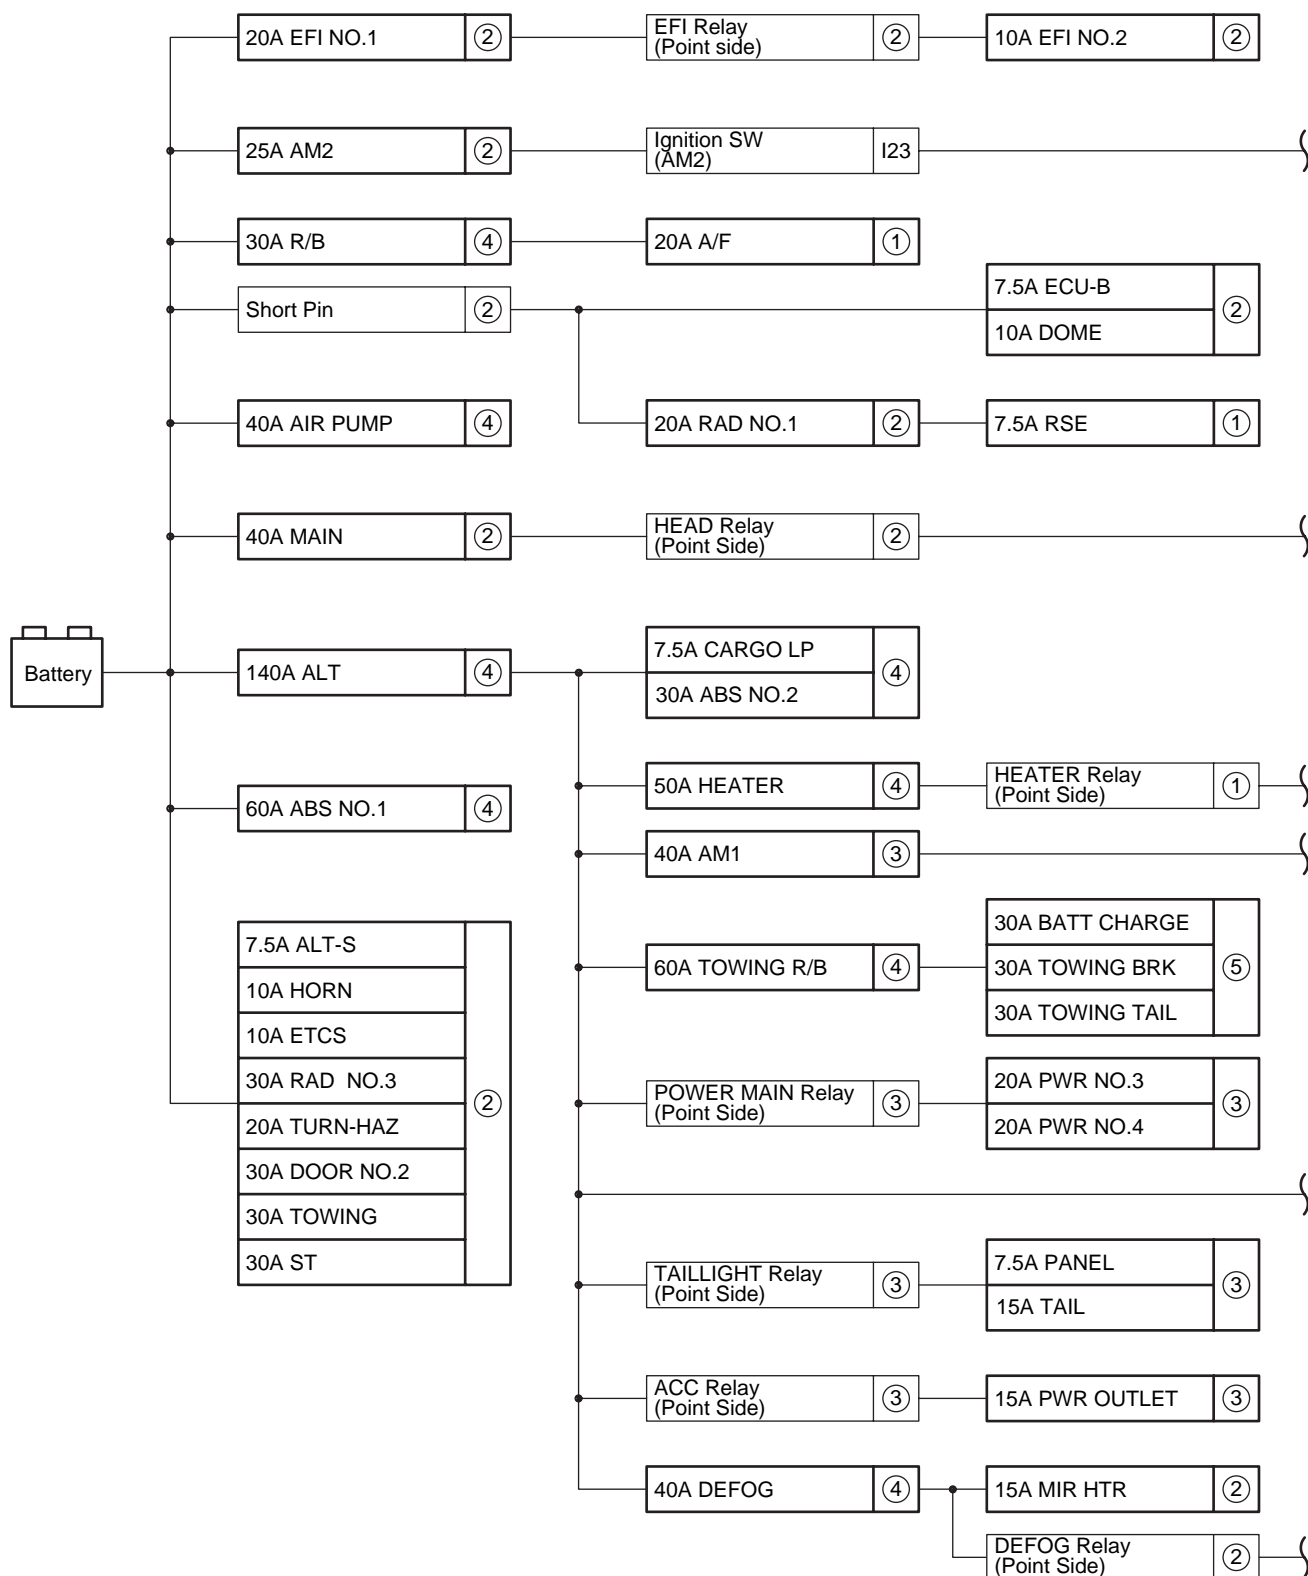 20A EFI NO.1 ② EFI Relay ② 10A EFI NO.2 ②
(Point side)
25A AM2 ② Ignition SW I23
(AM2)
30A R/B ④ 20A A/F ①
7.5A ECU-B
Short Pin ② ②
10A DOME
40A AIR PUMP ④ 20A RAD NO.1 ② 7.5A RSE ①
40A MAIN ② HEAD Relay ②
(Point Side)
7.5A CARGO LP
Battery 140A ALT ④ ④
30A ABS NO.2
50A HEATER ④ HEATER Relay ①
(Point Side)
60A ABS NO.1 ④
40A AM1 ③
30A BATT CHARGE
60A TOWING R/B ④ 30A TOWING BRK ⑤
30A TOWING TAIL
7.5A ALT-S
10A HORN
10A ETCS
30A RAD NO.3
②
20A TURN-HAZ
30A DOOR NO.2
30A TOWING
30A ST
POWER MAIN Relay ③ 20A PWR NO.3 ③
(Point Side) 20A PWR NO.4
TAILLIGHT Relay ③ 7.5A PANEL ③
(Point Side) 15A TAIL
ACC Relay ③ 15A PWR OUTLET ③
(Point Side)
40A DEFOG ④ 15A MIR HTR ②
DEFOG Relay ②
(Point Side)